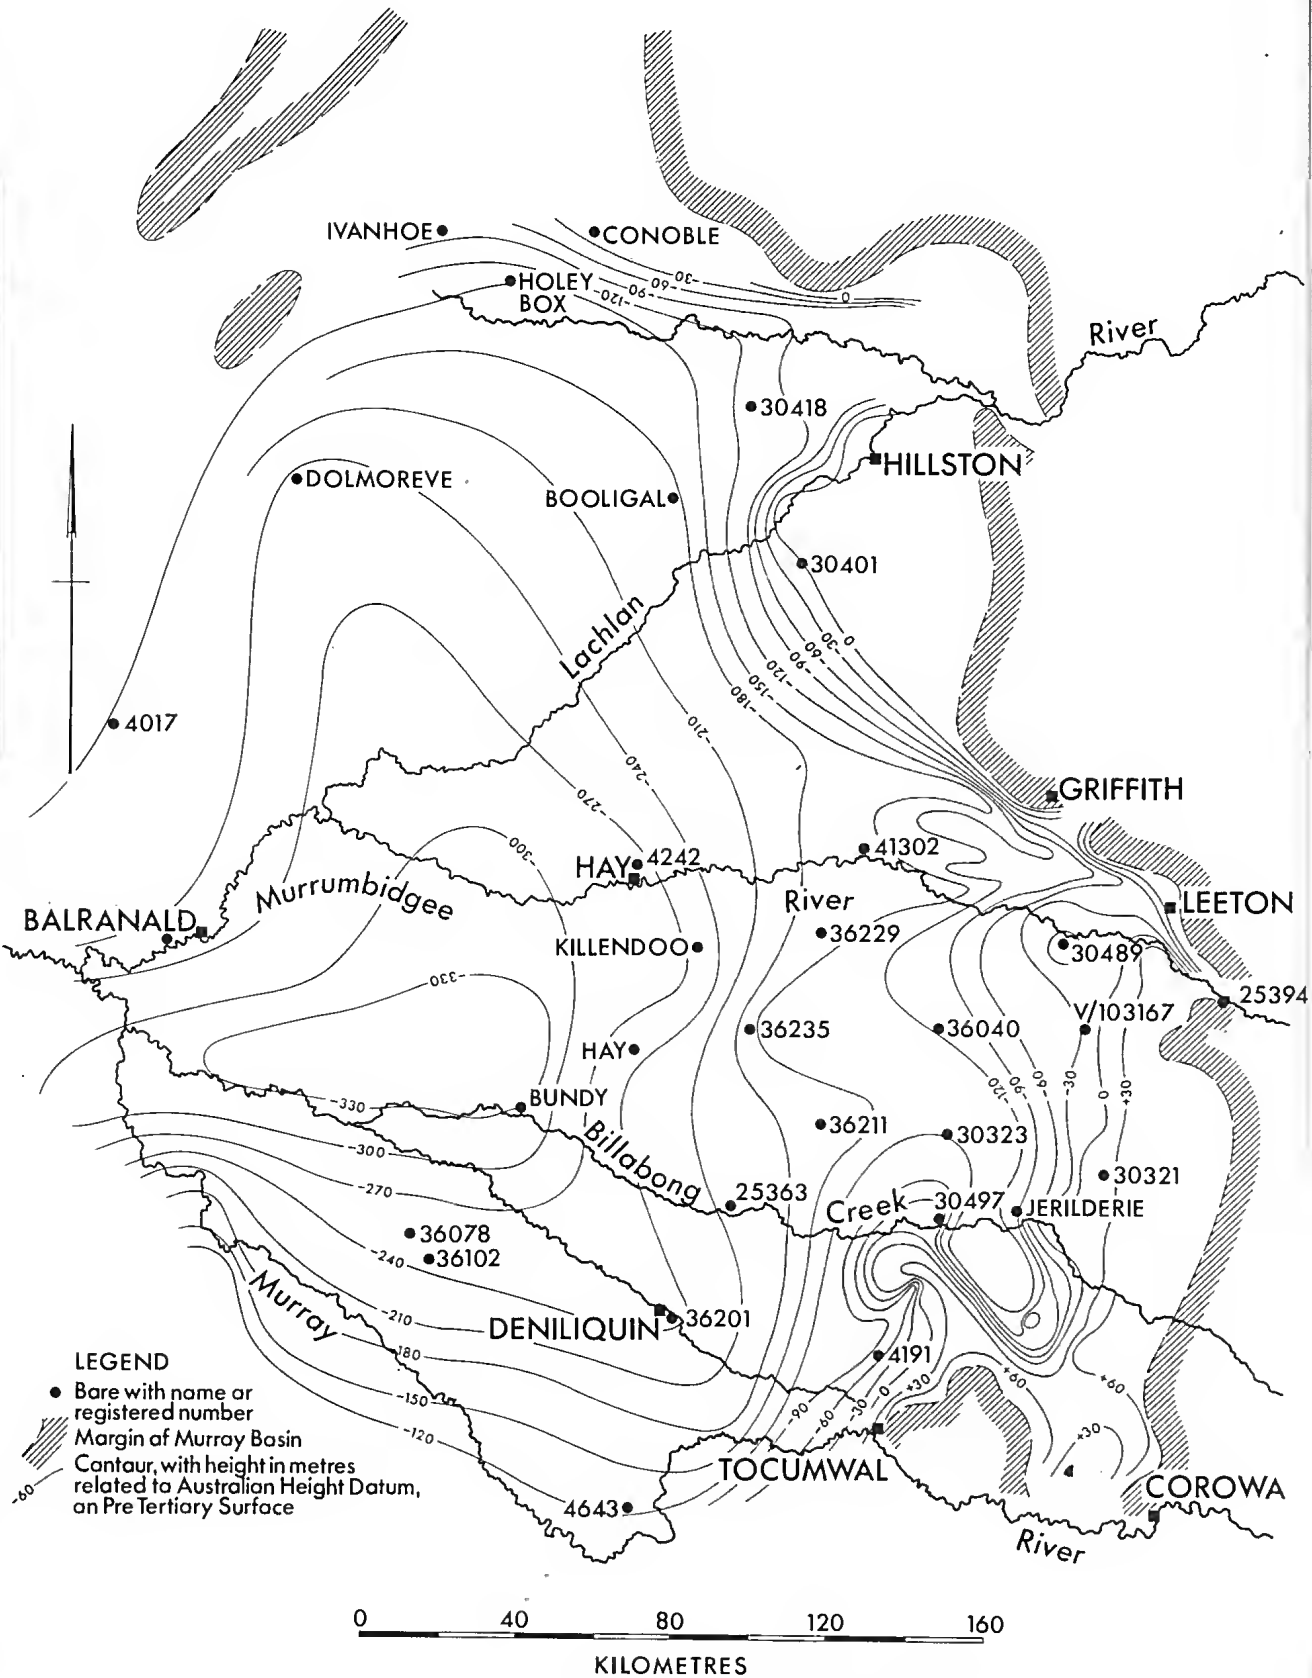 IVANHOE
CONOBLE
HOLEY
BOX
-30-
-60-
-90-
-120-
0
River
30418
HILLSTON
DOLMOREVE
BOOLIGAL
30401
Lachlan
0
-30
-60
-90
-120
-150
-180
-210
-240
-270
-300
4017
GRIFFITH
41302
HAY
4242
Murrumbidgee
River
LEETON
BALRANALD
36229
KILLENDOO
30489
-330
25394
V/103167
36235
36040
HAY
BUNDY
-120
-90
-60
-30
0
+30
-330
36211
30323
Billabong
-300
30321
-270
25363
Creek
30497
JERILDERIE
36078
36102
-240
Murray
-210
DENILIQUIN
36201
-180
4191
-150
-90
-60
-30
0
+30
+60
+60
+30
-120
TOCUMWAL
COROWA
4643
River
LEGEND
Bare with name ar
registered number
Margin af Murray Basin
-60
Cantaur, with height in metres
related to Australian Height Datum,
an Pre Tertiary Surface
0 40 80 120 160
KILOMETRES